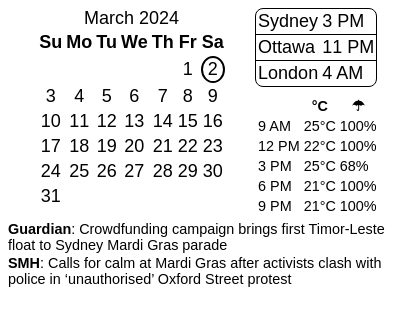 March 2024
Su Mo Tu We Th Fr Sa
1 2
3 4 5 6 7 8 9
10 11 12 13 14 15 16
17 18 19 20 21 22 23
24 25 26 27 28 29 30
31
Sydney 3 PM
Ottawa 11 PM
London 4 AM
°C ☂
9 AM 25°C 100%
12 PM 22°C 100%
3 PM 25°C 68%
6 PM 21°C 100%
9 PM 21°C 100%
Guardian: Crowdfunding campaign brings first Timor-Leste
float to Sydney Mardi Gras parade
SMH: Calls for calm at Mardi Gras after activists clash with
police in ‘unauthorised’ Oxford Street protest